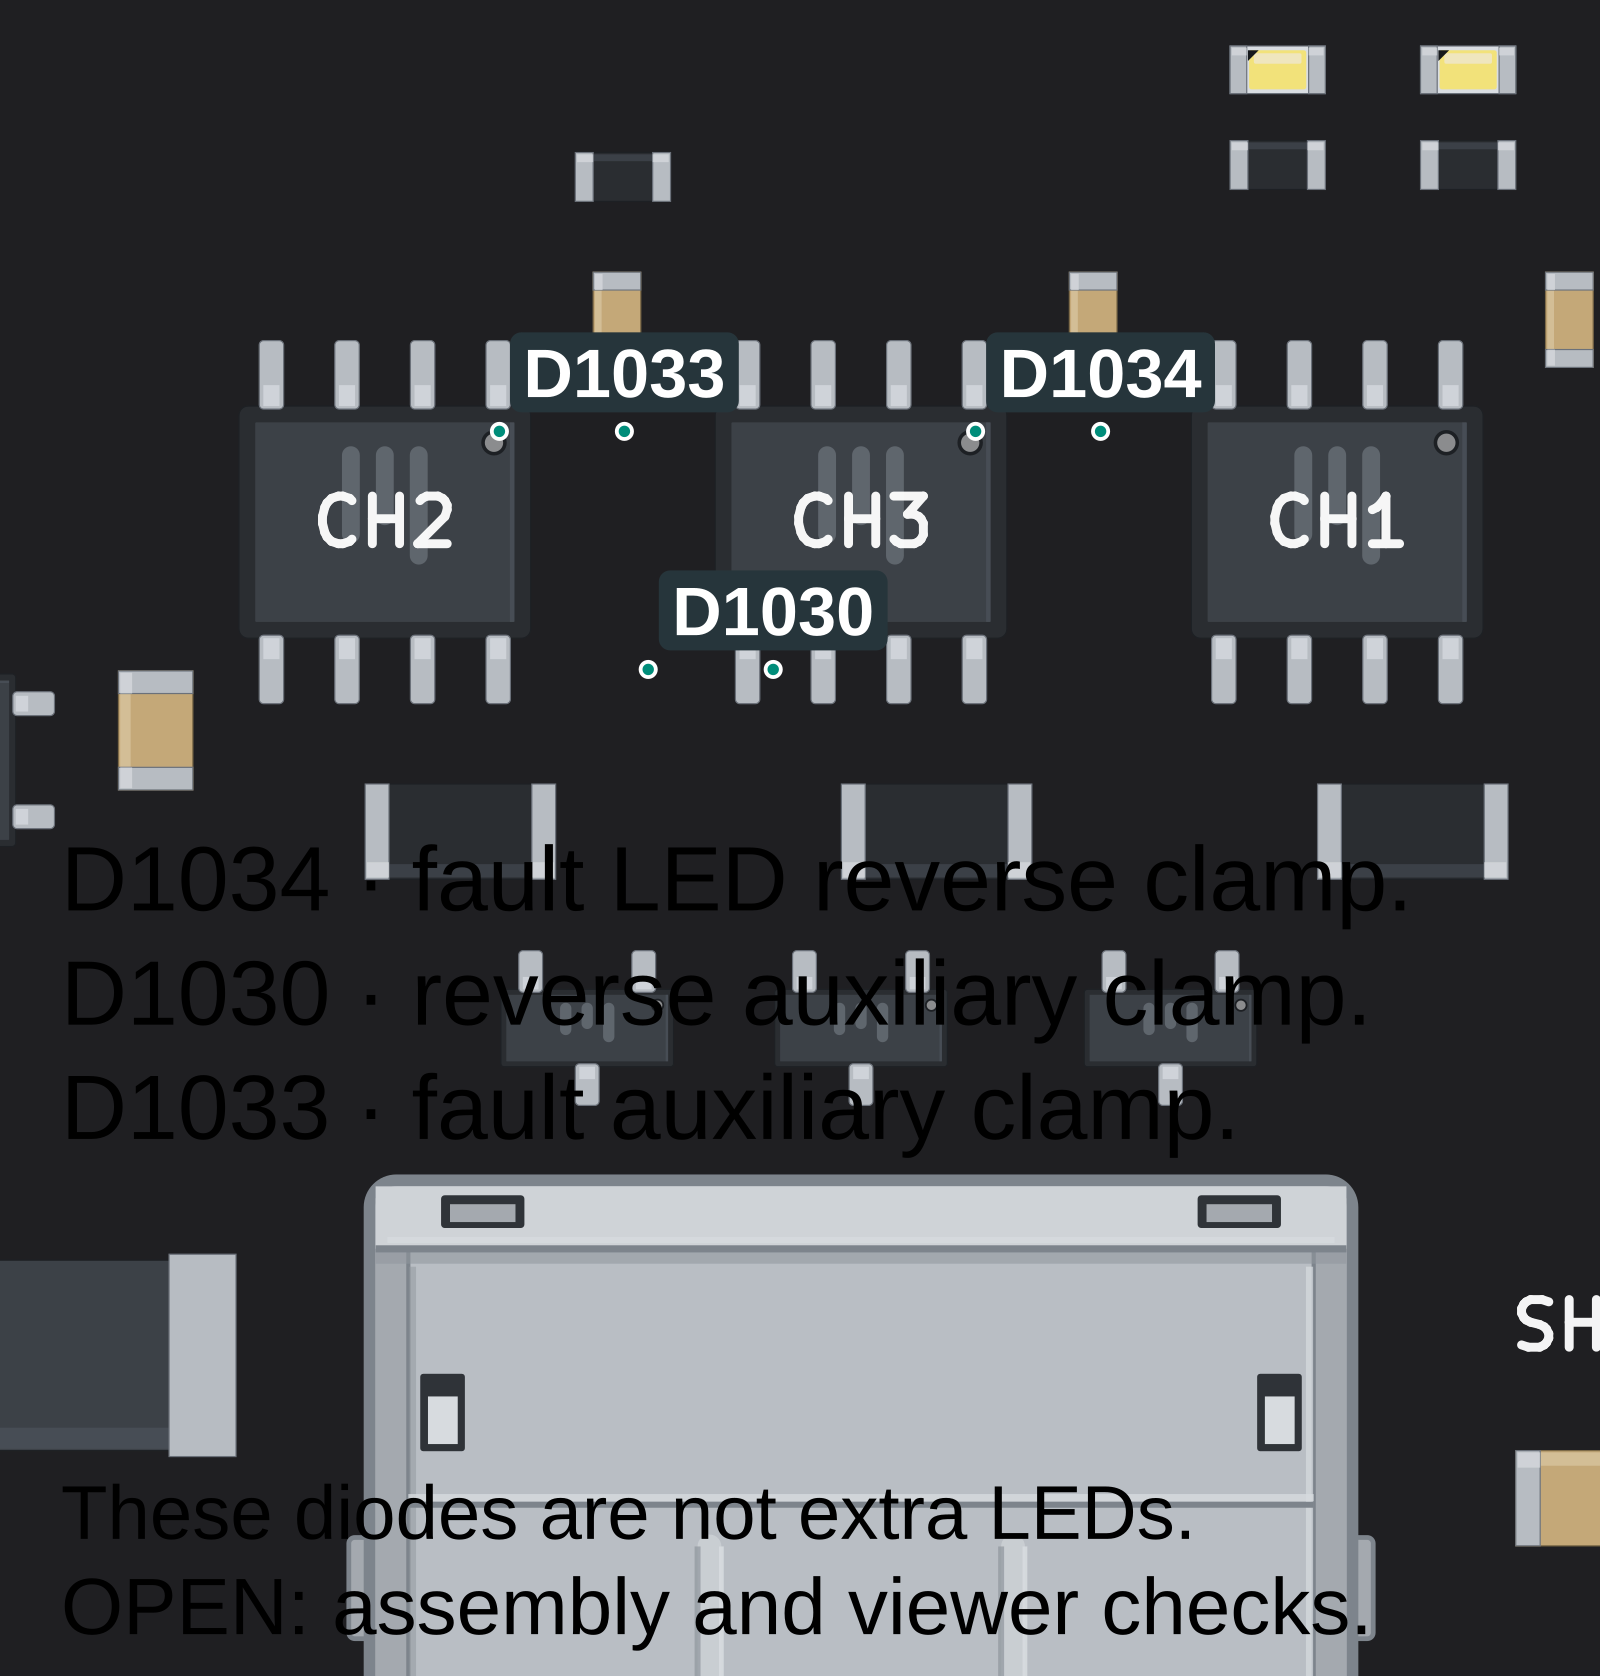 D1033
D1034
CH2
CH3
CH1
D1030
D1034 · fault LED reverse clamp.
D1030 · reverse auxiliary clamp.
D1033 · fault auxiliary clamp.
SH
These diodes are not extra LEDs.
OPEN: assembly and viewer checks.